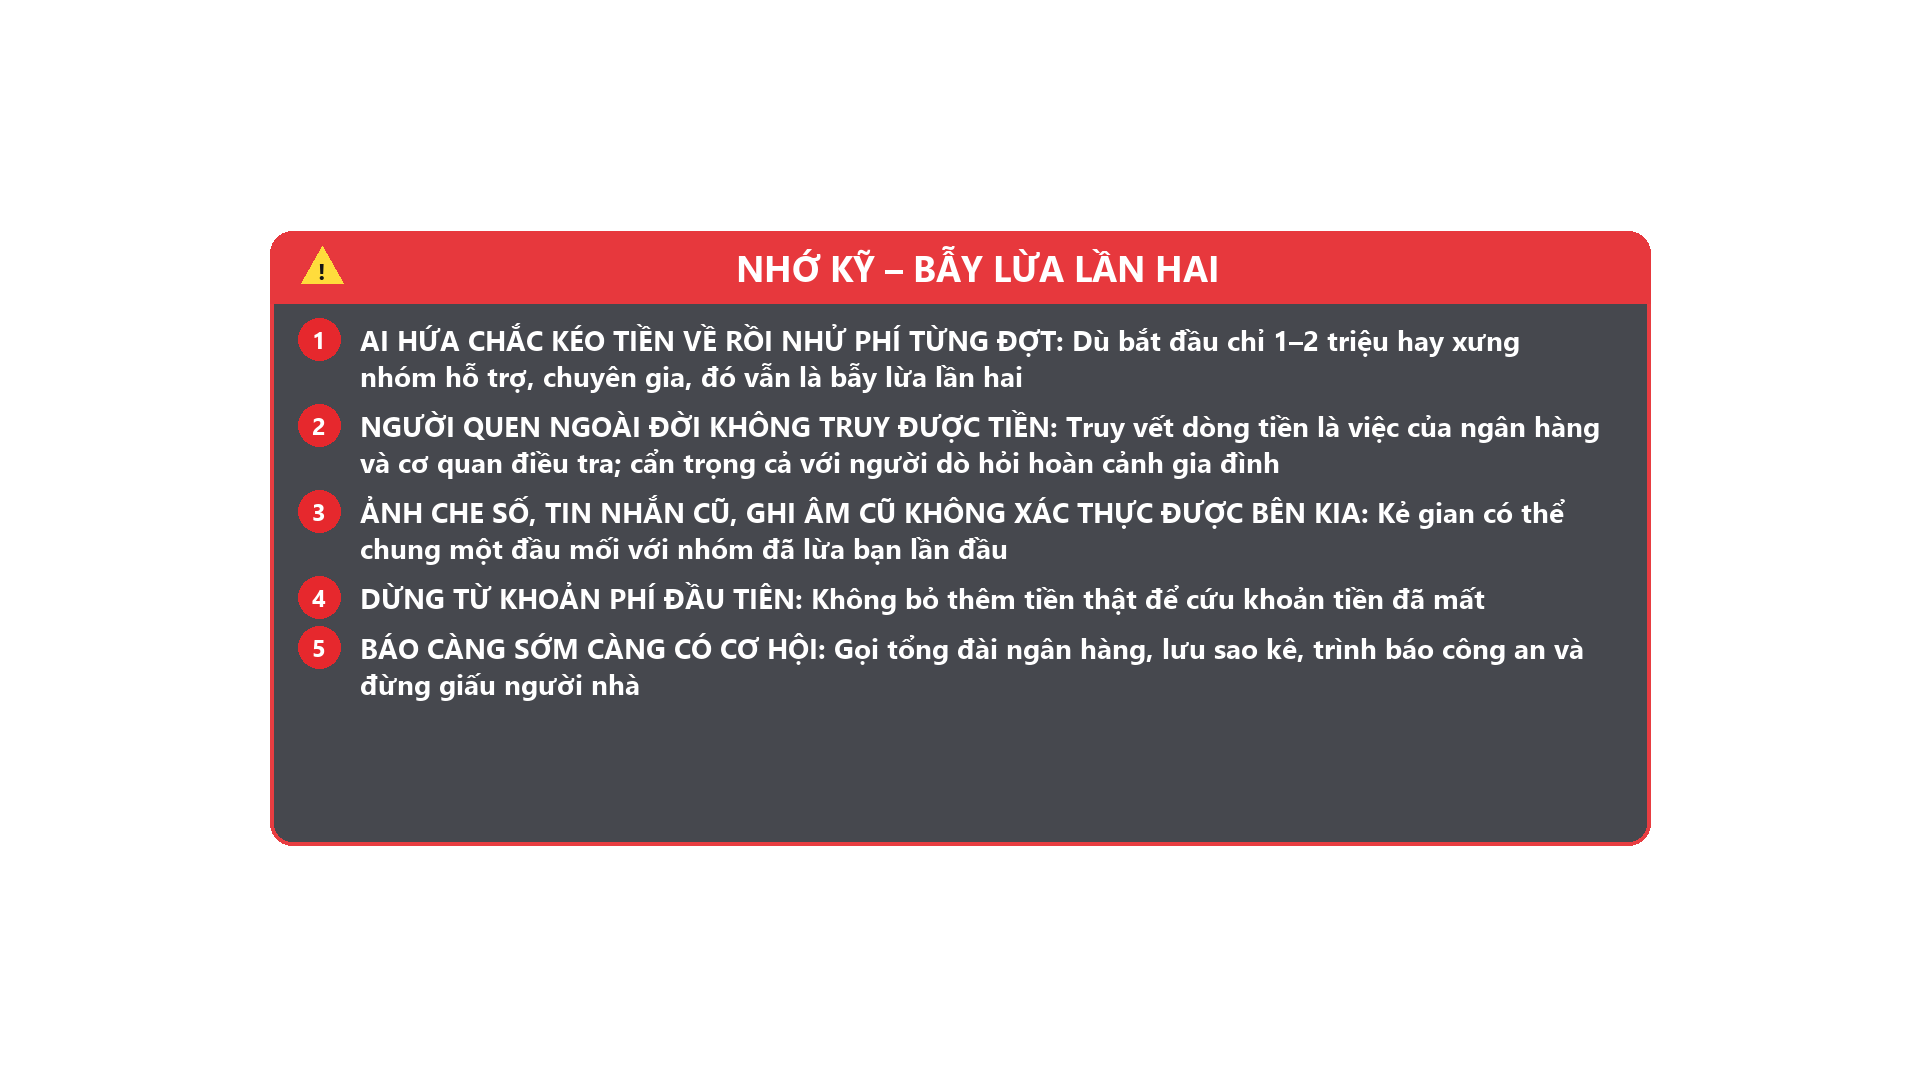 !
NHỚ KỸ – BẪY LỪA LẦN HAI
1 AI HỨA CHẮC KÉO TIỀN VỀ RỒI NHỬ PHÍ TỪNG ĐỢT: Dù bắt đầu chỉ 1–2 triệu hay xưng
nhóm hỗ trợ, chuyên gia, đó vẫn là bẫy lừa lần hai
2 NGƯỜI QUEN NGOÀI ĐỜI KHÔNG TRUY ĐƯỢC TIỀN: Truy vết dòng tiền là việc của ngân hàng
và cơ quan điều tra; cẩn trọng cả với người dò hỏi hoàn cảnh gia đình
3 ẢNH CHE SỐ, TIN NHẮN CŨ, GHI ÂM CŨ KHÔNG XÁC THỰC ĐƯỢC BÊN KIA: Kẻ gian có thể
chung một đầu mối với nhóm đã lừa bạn lần đầu
4 DỪNG TỪ KHOẢN PHÍ ĐẦU TIÊN: Không bỏ thêm tiền thật để cứu khoản tiền đã mất
5 BÁO CÀNG SỚM CÀNG CÓ CƠ HỘI: Gọi tổng đài ngân hàng, lưu sao kê, trình báo công an và
đừng giấu người nhà